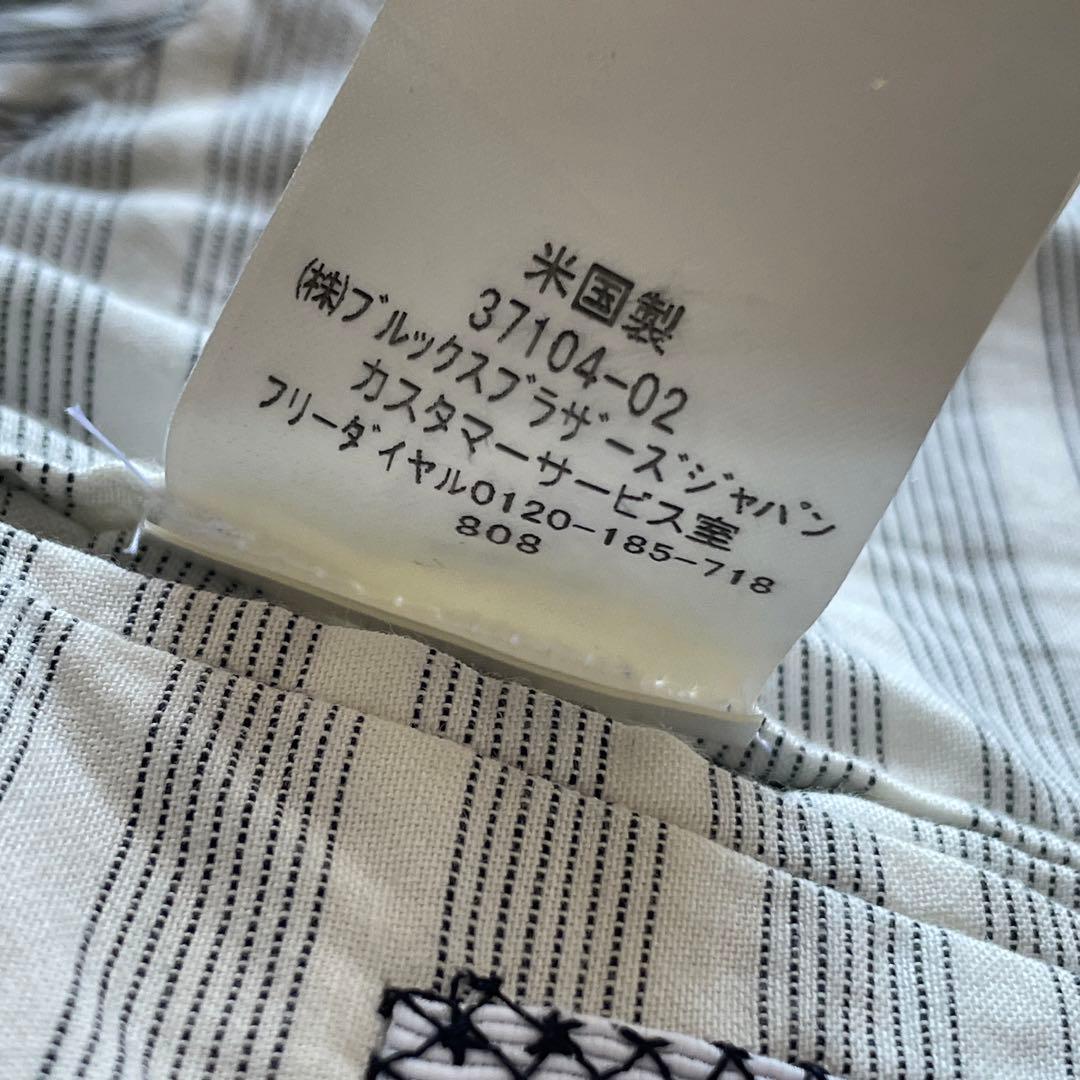 米国製
37104-02
(株)ブルックスブラザーズジャパン
カスタマーサービス室
フリーダイヤル0120-185-718
808